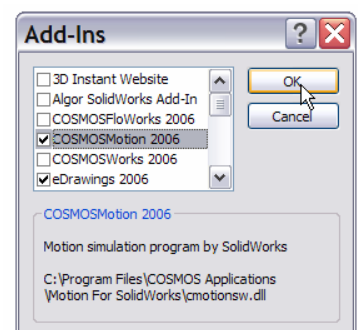 Add-Ins
3D Instant Website
Algor SolidWorks Add-In
COSMOSFloWorks 2006
COSMOSMotion 2006
COSMOSWorks 2006
eDrawings 2006
OK
Cancel
COSMOSMotion 2006
Motion simulation program by SolidWorks
C:\Program Files\COSMOS Applications
\Motion For SolidWorks\cmotionsw.dll